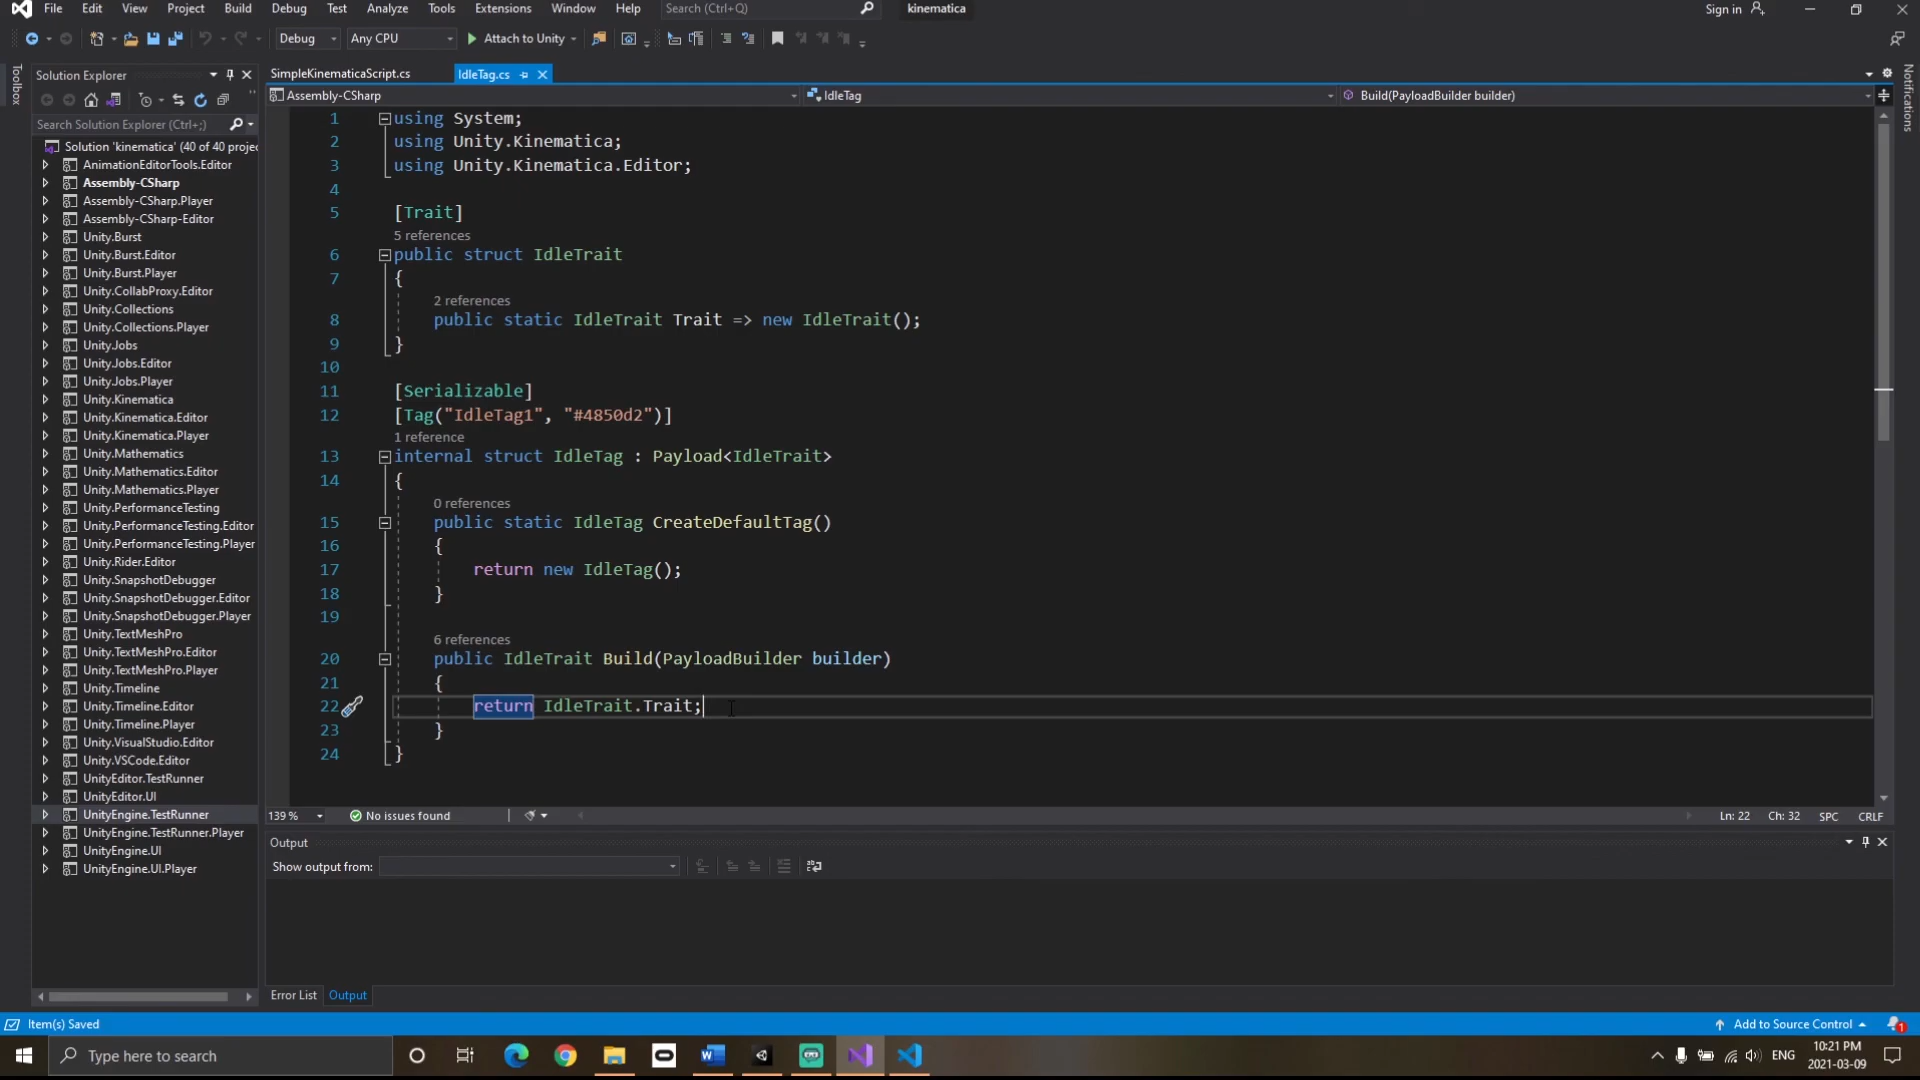 File Edit View Project Build Debug Test Analyze Tools Extensions Window Help Search (Ctrl+Q) kinematica Sign in
Debug Any CPU Attach to Unity
Toolbox
Solution Explorer
Search Solution Explorer (Ctrl+;)
Solution 'kinematica' (40 of 40 projec
AnimationEditorTools.Editor
Assembly-CSharp
Assembly-CSharp.Player
Assembly-CSharp-Editor
Unity.Burst
Unity.Burst.Editor
Unity.Burst.Player
Unity.CollabProxy.Editor
Unity.Collections
Unity.Collections.Player
Unity.Jobs
Unity.Jobs.Editor
Unity.Jobs.Player
Unity.Kinematica
Unity.Kinematica.Editor
Unity.Kinematica.Player
Unity.Mathematics
Unity.Mathematics.Editor
Unity.Mathematics.Player
Unity.PerformanceTesting
Unity.PerformanceTesting.Editor
Unity.PerformanceTesting.Player
Unity.Rider.Editor
Unity.SnapshotDebugger
Unity.SnapshotDebugger.Editor
Unity.SnapshotDebugger.Player
Unity.TextMeshPro
Unity.TextMeshPro.Editor
Unity.TextMeshPro.Player
Unity.Timeline
Unity.Timeline.Editor
Unity.Timeline.Player
Unity.VisualStudio.Editor
Unity.VSCode.Editor
UnityEditor.TestRunner
UnityEditor.UI
UnityEngine.TestRunner
UnityEngine.TestRunner.Player
UnityEngine.UI
UnityEngine.UI.Player
SimpleKinematicaScript.cs IdleTag.cs
Assembly-CSharp IdleTag Build(PayloadBuilder builder)
1 using System;
2 using Unity.Kinematica;
3 using Unity.Kinematica.Editor;
4
5 [Trait]
5 references
6 public struct IdleTrait
7 {
2 references
8 public static IdleTrait Trait => new IdleTrait();
9 }
10
11 [Serializable]
12 [Tag("IdleTag1", "#4850d2")]
1 reference
13 internal struct IdleTag : Payload<IdleTrait>
14 {
0 references
15 public static IdleTag CreateDefaultTag()
16 {
17 return new IdleTag();
18 }
19
6 references
20 public IdleTrait Build(PayloadBuilder builder)
21 {
22 return IdleTrait.Trait;
23 }
24 }
139 % No issues found Ln: 22 Ch: 32 SPC CRLF
Output
Show output from:
Error List Output
Notifications
Item(s) Saved Add to Source Control 1
Type here to search ENG 10:21 PM
2021-03-09